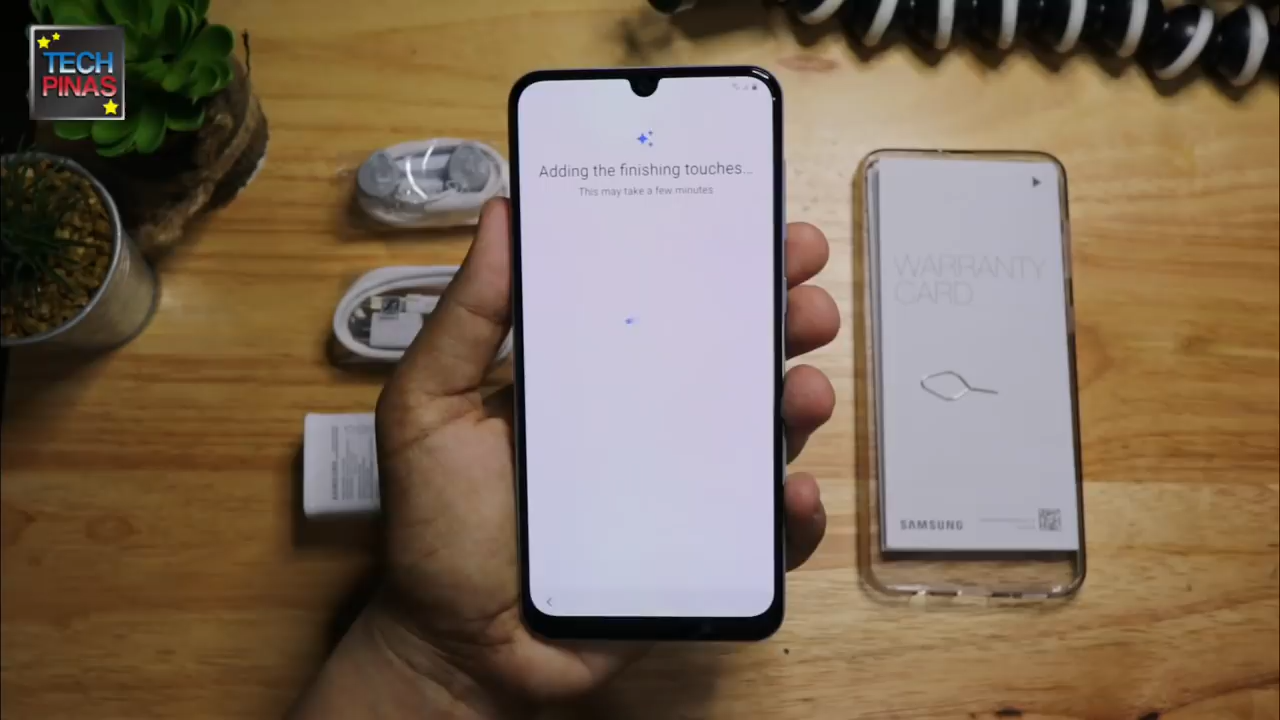 TECH
PINAS
Adding the finishing touches...
This may take a few minutes
WARRANTY
CARD
SAMSUNG